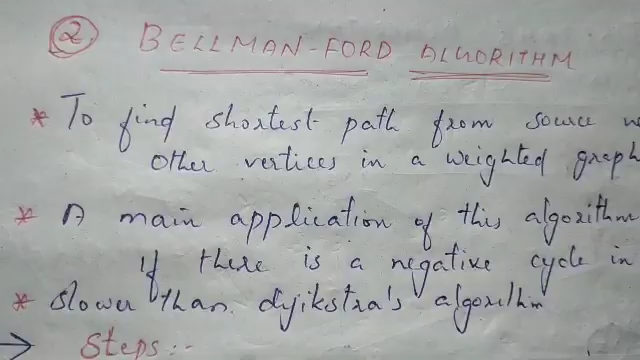 ② BELLMAN-FORD ALGORITHM
* To find shortest path from source
other vertices in a weighted graph
* A main application of this algorithm
if there is a negative cycle in
* Slower than dyikstra's algorithm
→ Steps:-